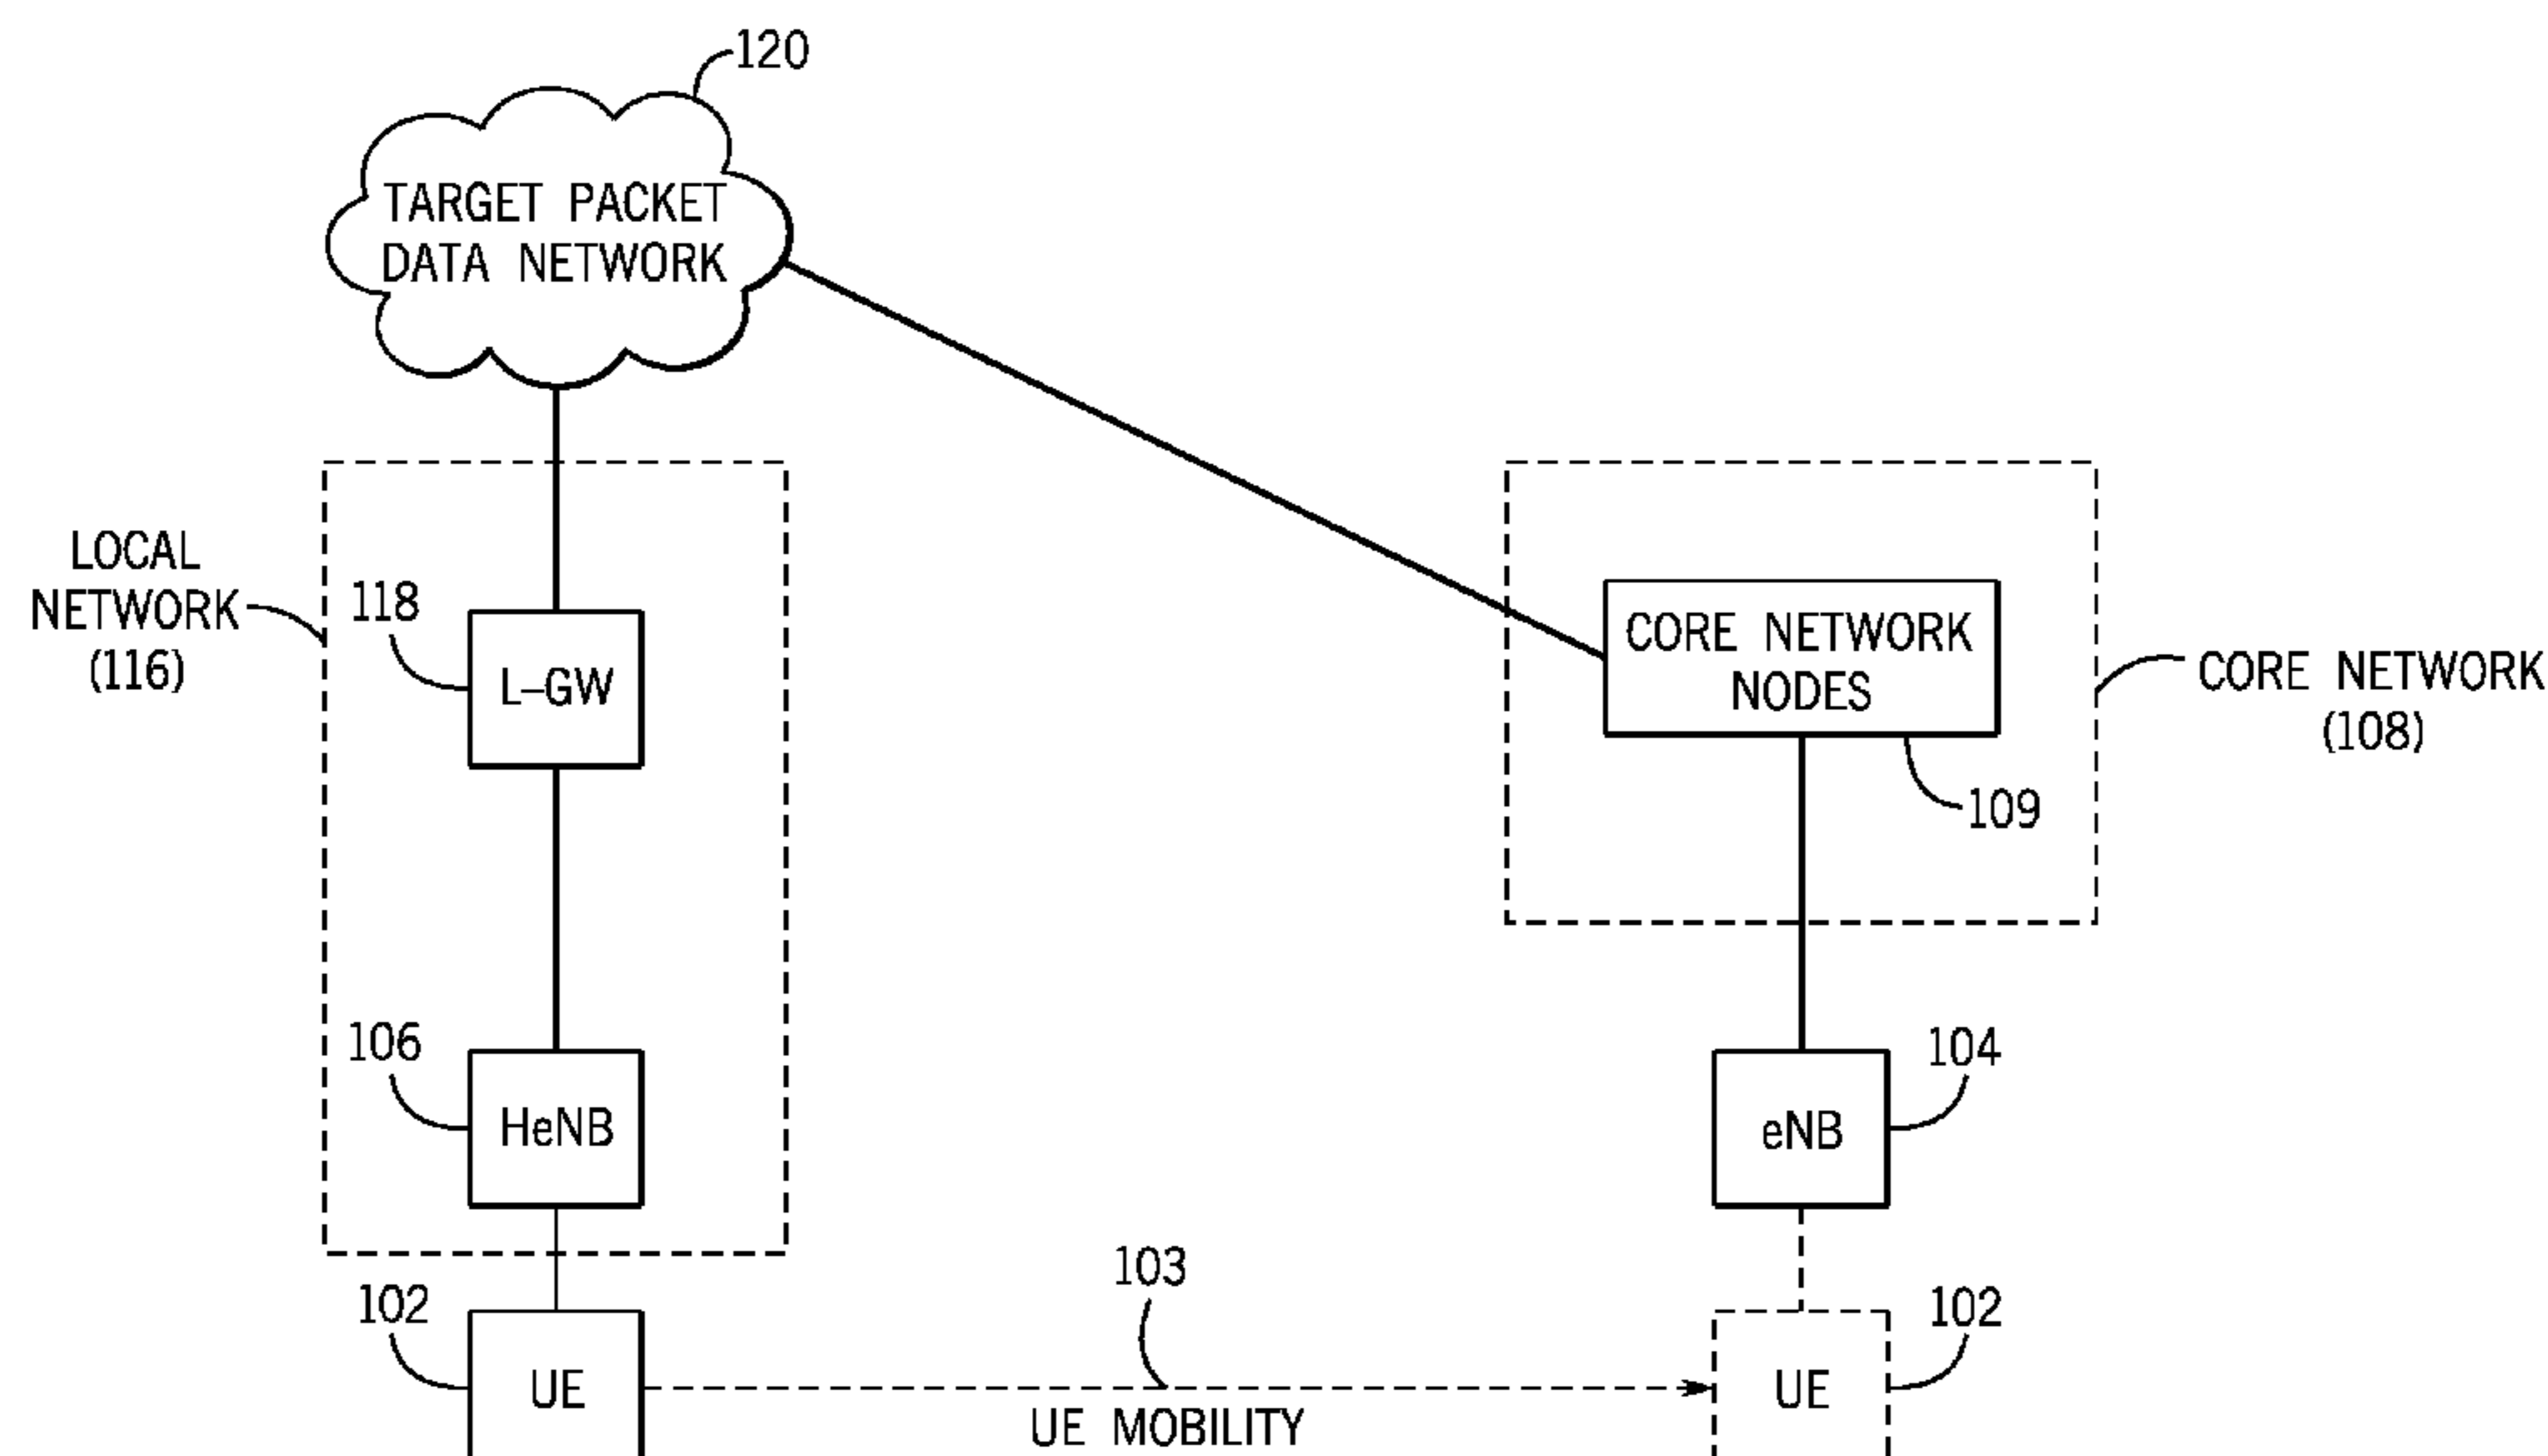 120
TARGET PACKET
DATA NETWORK
LOCAL
NETWORK
(116)
118
L-GW
CORE NETWORK
NODES
CORE NETWORK
(108)
109
106
HeNB
104
eNB
103
102
UE
UE MOBILITY
102
UE